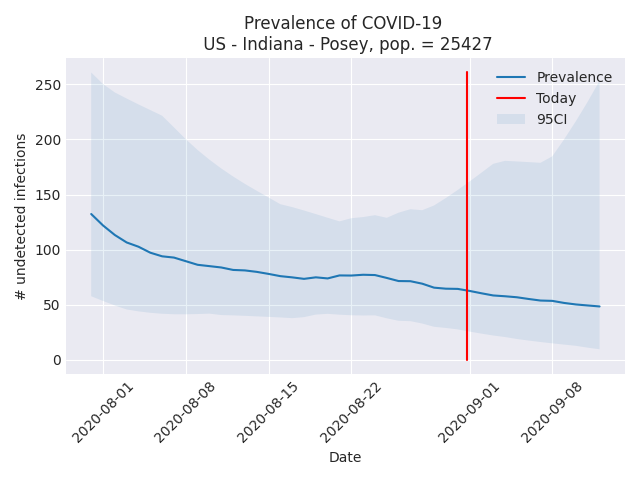 Prevalence of COVID-19
US - Indiana - Posey, pop. = 25427
Prevalence
Today
95CI
250
200
150
100
50
0
# undetected infections
2020-08-01
2020-08-08
2020-08-15
2020-08-22
2020-09-01
2020-09-08
Date